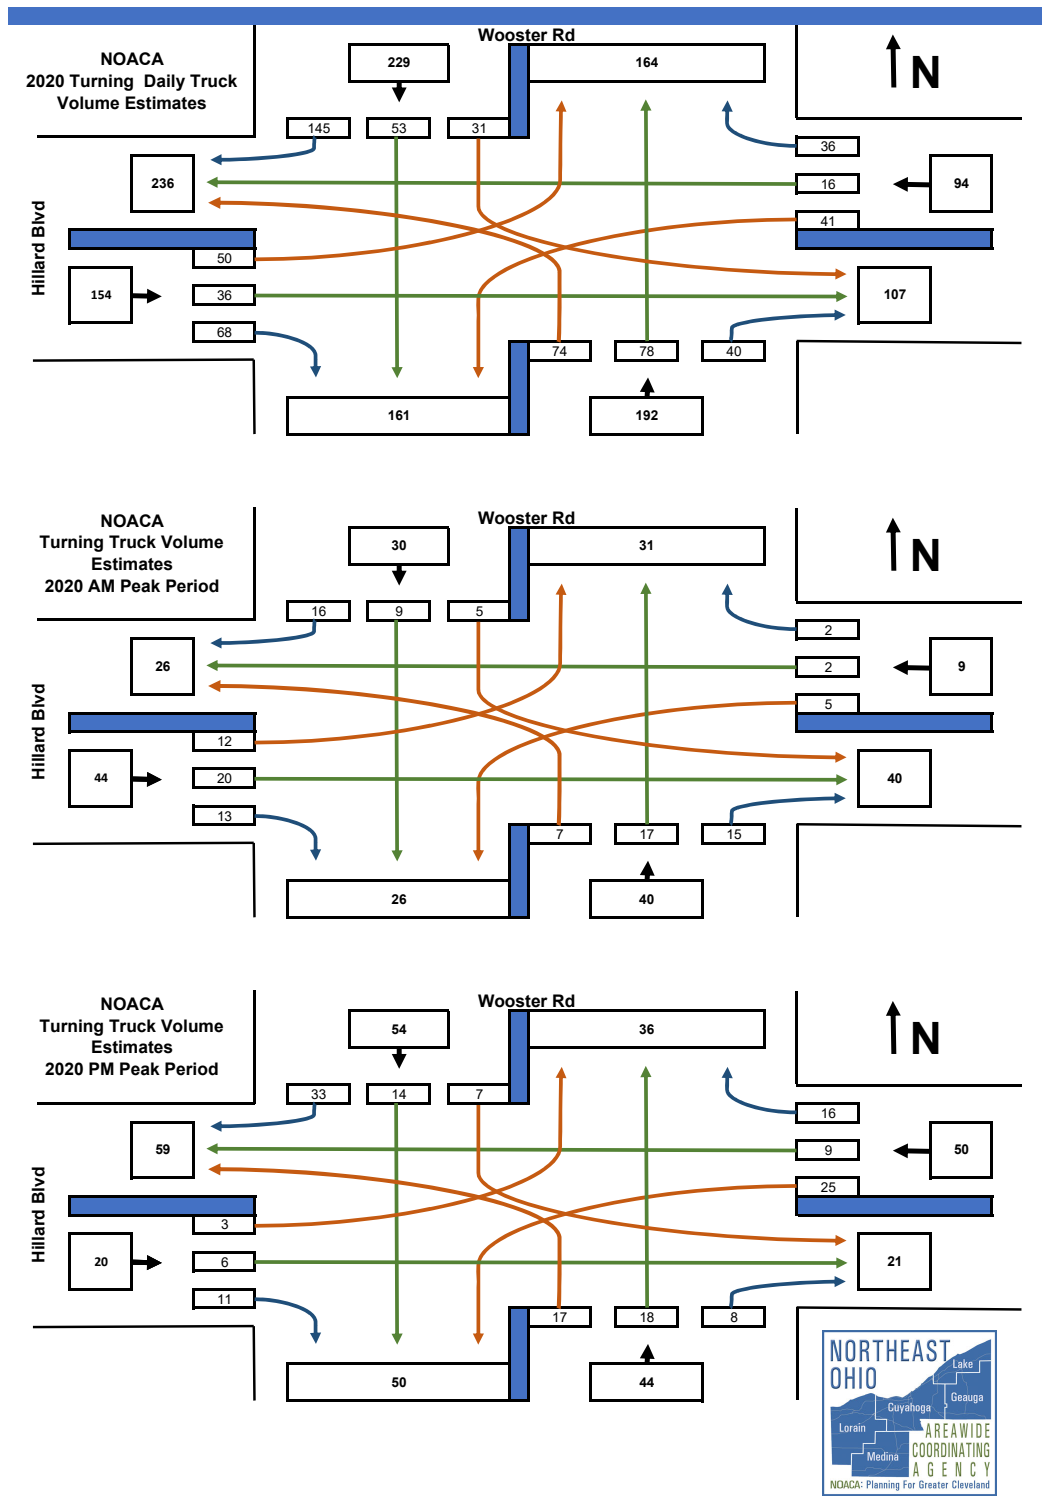 Wooster Rd
NOACA
2020 Turning Daily Truck
Volume Estimates
229
164
N
145
53
31
36
236
16
94
41
Hillard Blvd
50
154
36
107
68
74
78
40
161
192
Wooster Rd
NOACA
Turning Truck Volume
Estimates
2020 AM Peak Period
30
31
N
16
9
5
2
26
2
9
5
Hillard Blvd
12
44
20
40
13
7
17
15
26
40
Wooster Rd
NOACA
Turning Truck Volume
Estimates
2020 PM Peak Period
54
36
N
33
14
7
16
59
9
50
25
Hillard Blvd
3
20
6
21
11
17
18
8
50
44
NORTHEAST
OHIO
Lake
Geauga
Cuyahoga
Lorain
Medina
AREAWIDE
COORDINATING
AGENCY
NOACA: Planning For Greater Cleveland